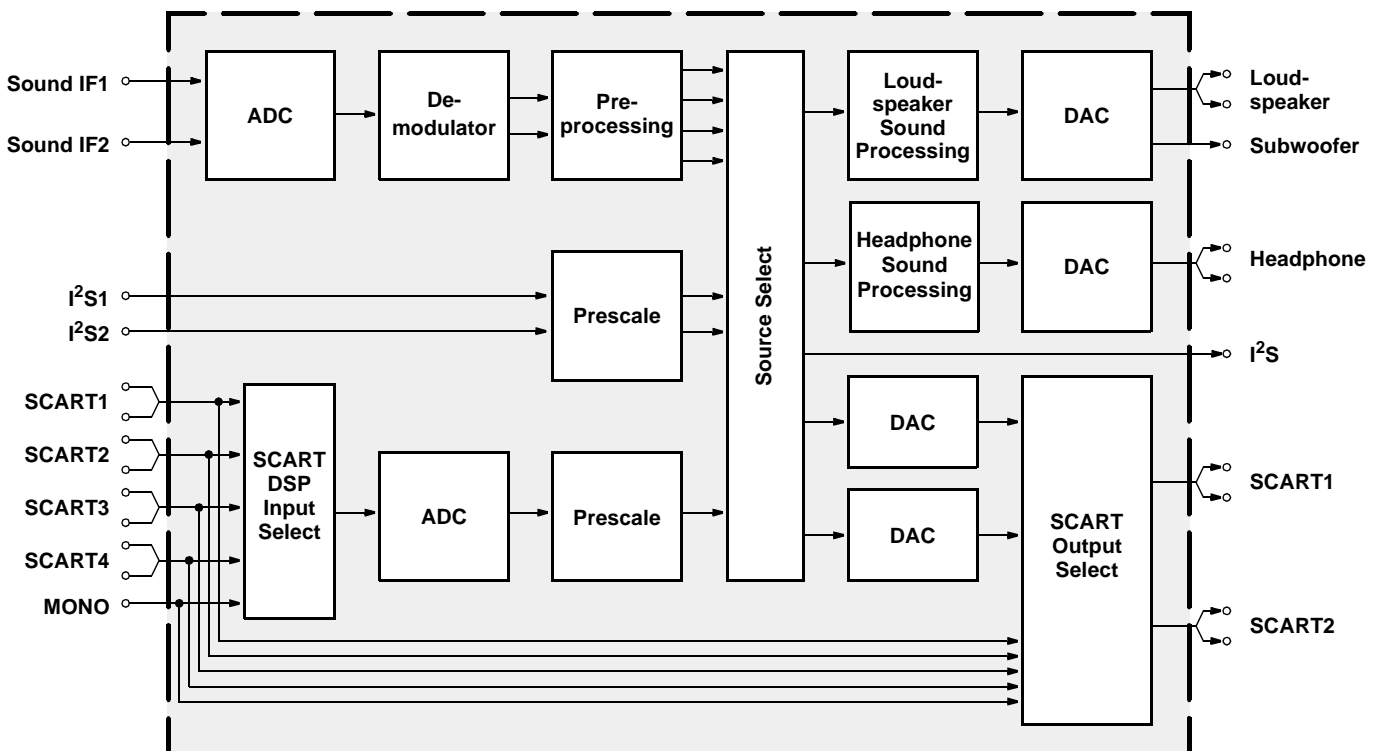 Sound IF1
Sound IF2
I²S1
I²S2
SCART1
SCART2
SCART3
SCART4
MONO
ADC
De-
modulator
Pre-
processing
Prescale
SCART
DSP
Input
Select
ADC
Prescale
Source Select
Loud-
speaker
Sound
Processing
DAC
Headphone
Sound
Processing
DAC
DAC
DAC
SCART
Output
Select
Loud-
speaker
Subwoofer
Headphone
I²S
SCART1
SCART2